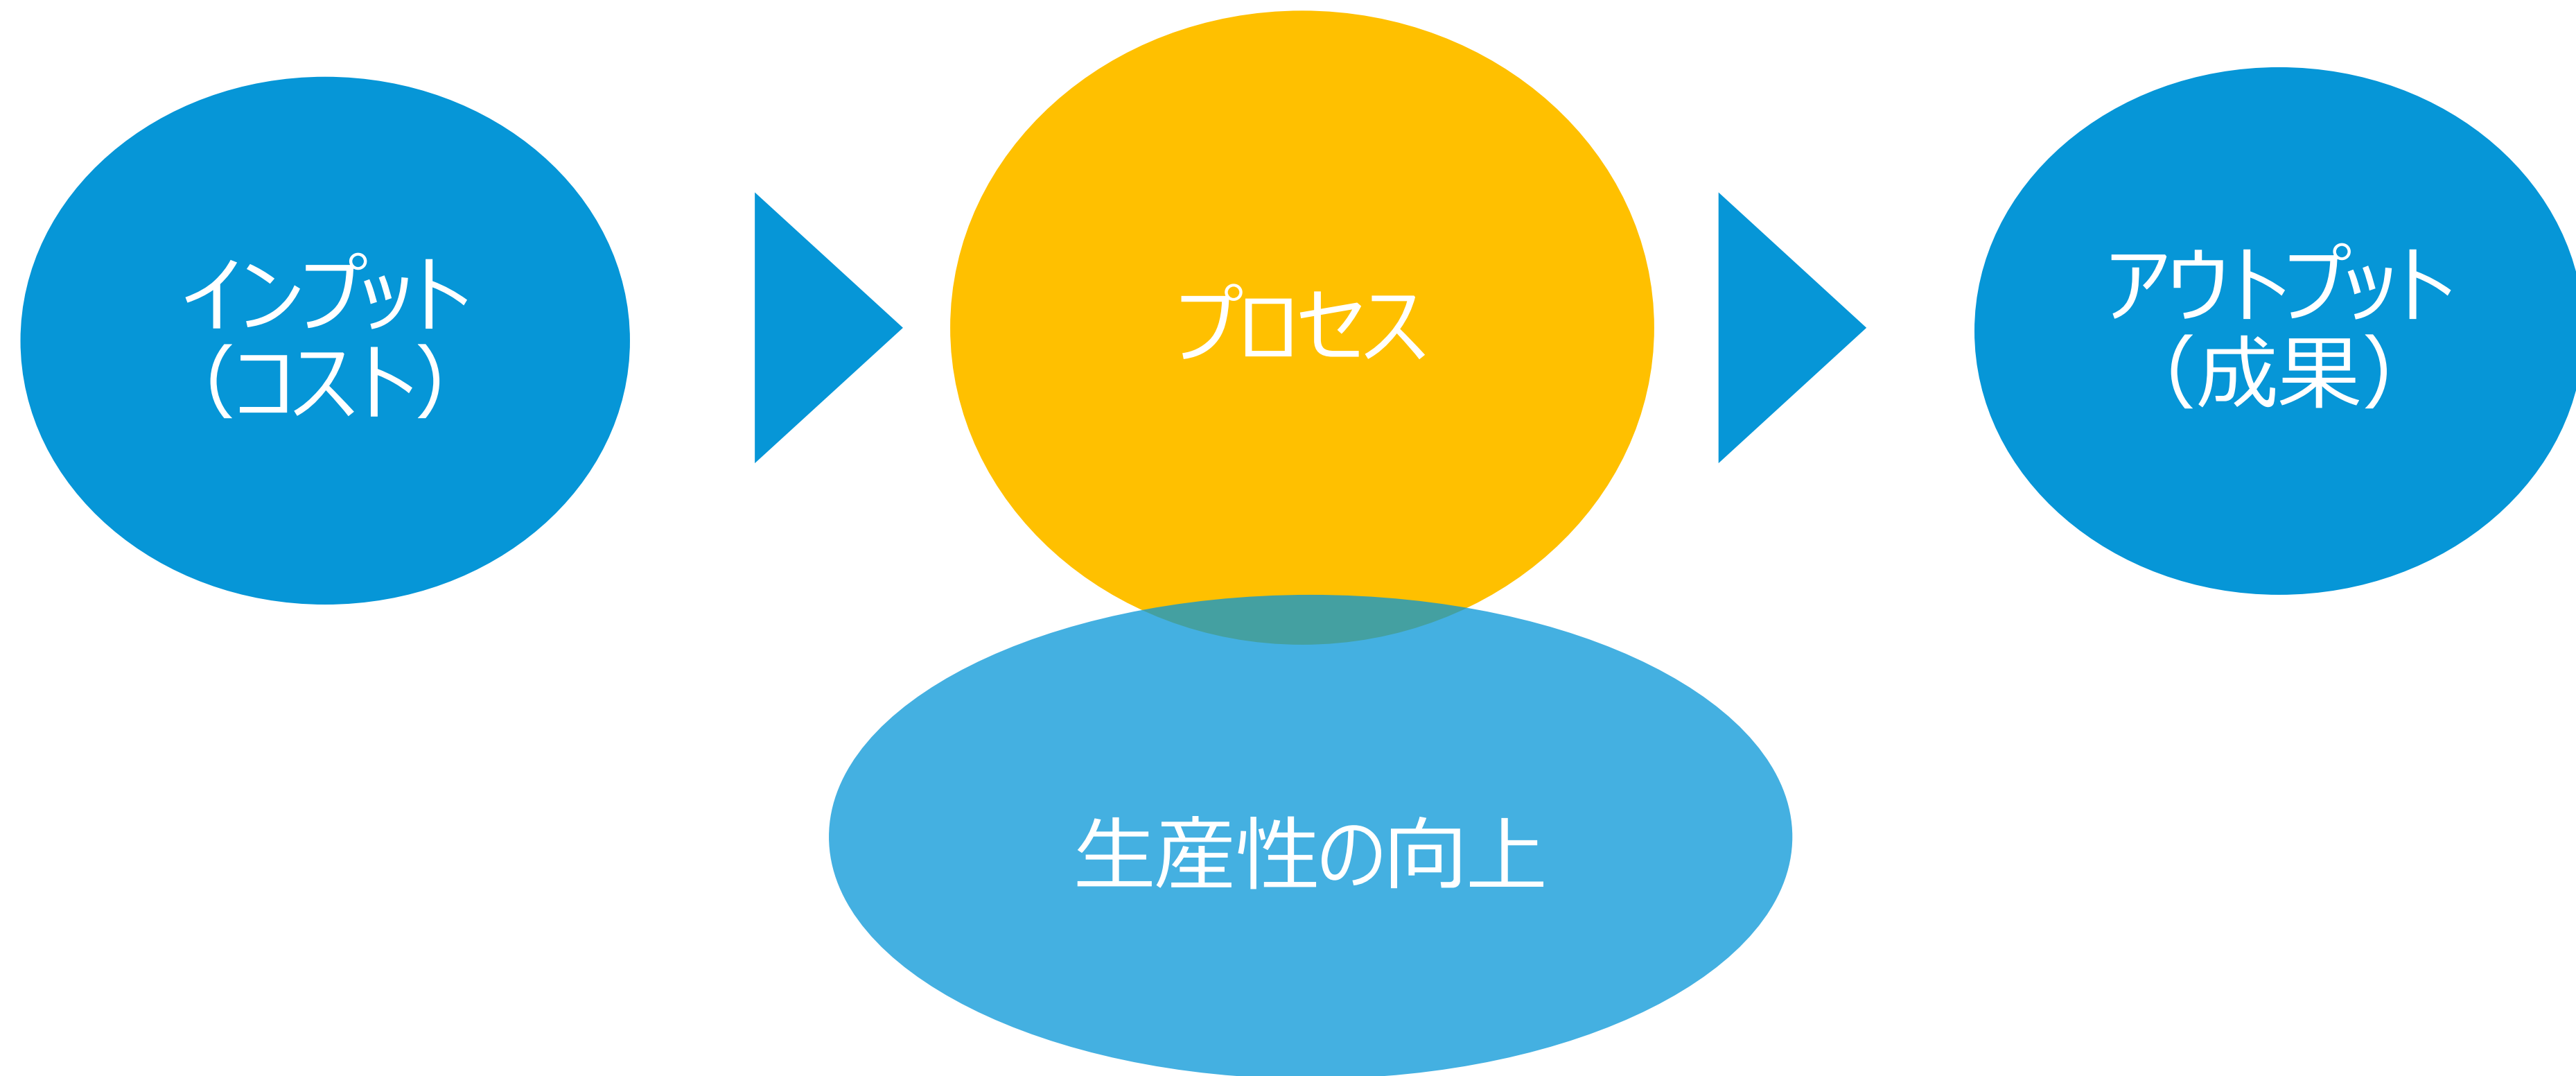 インプット
（コスト）
プロセス
アウトプット
（成果）
生産性の向上